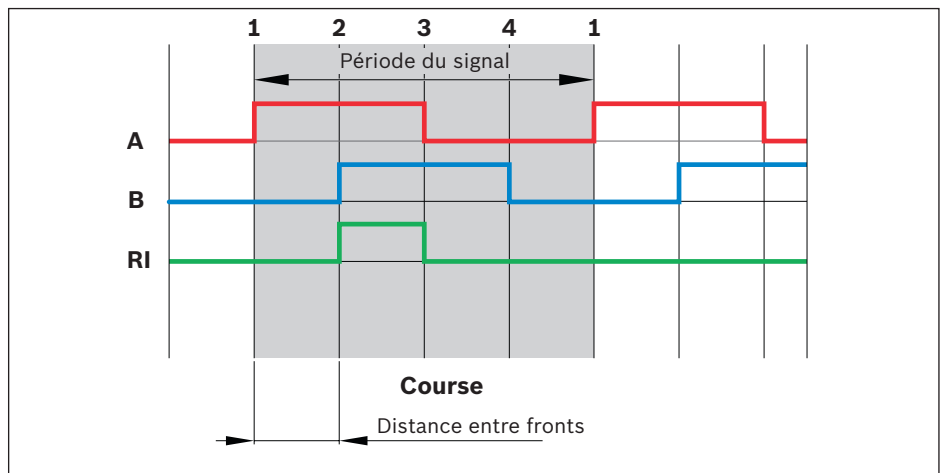 1 2 3 4 1
Période du signal
A
B
RI
Course
Distance entre fronts